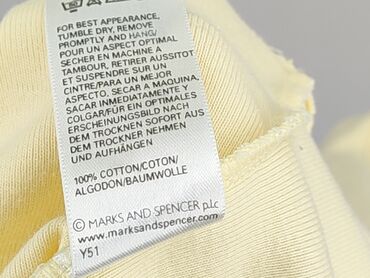 FOR BEST APPEARANCE,
TUMBLE DRY, REMOVE
PROMPTLY AND HANG/
POUR UN ASPECT OPTIMAL
SECHER EN MACHINE A
TAMBOUR, RETIRER AUSSITOT
ET SUSPENDRE SUR UN
CINTRE/PARA UN MEJOR
ASPECTO. SECAR A MAQUINA,
SACAR INMEDIATAMENTE Y
COLGAR/FÜR EIN OPTIMALES
ERSCHEINUNGSBILD NACH
DEM TROCKNEN SOFORT AUS
DEM TROCKNER NEHMEN
UND AUFHÄNGEN
100% COTTON/COTON/
ALGODON/BAUMWOLLE
© MARKS AND SPENCER p.l.c
www.marksandspencer.com
Y51